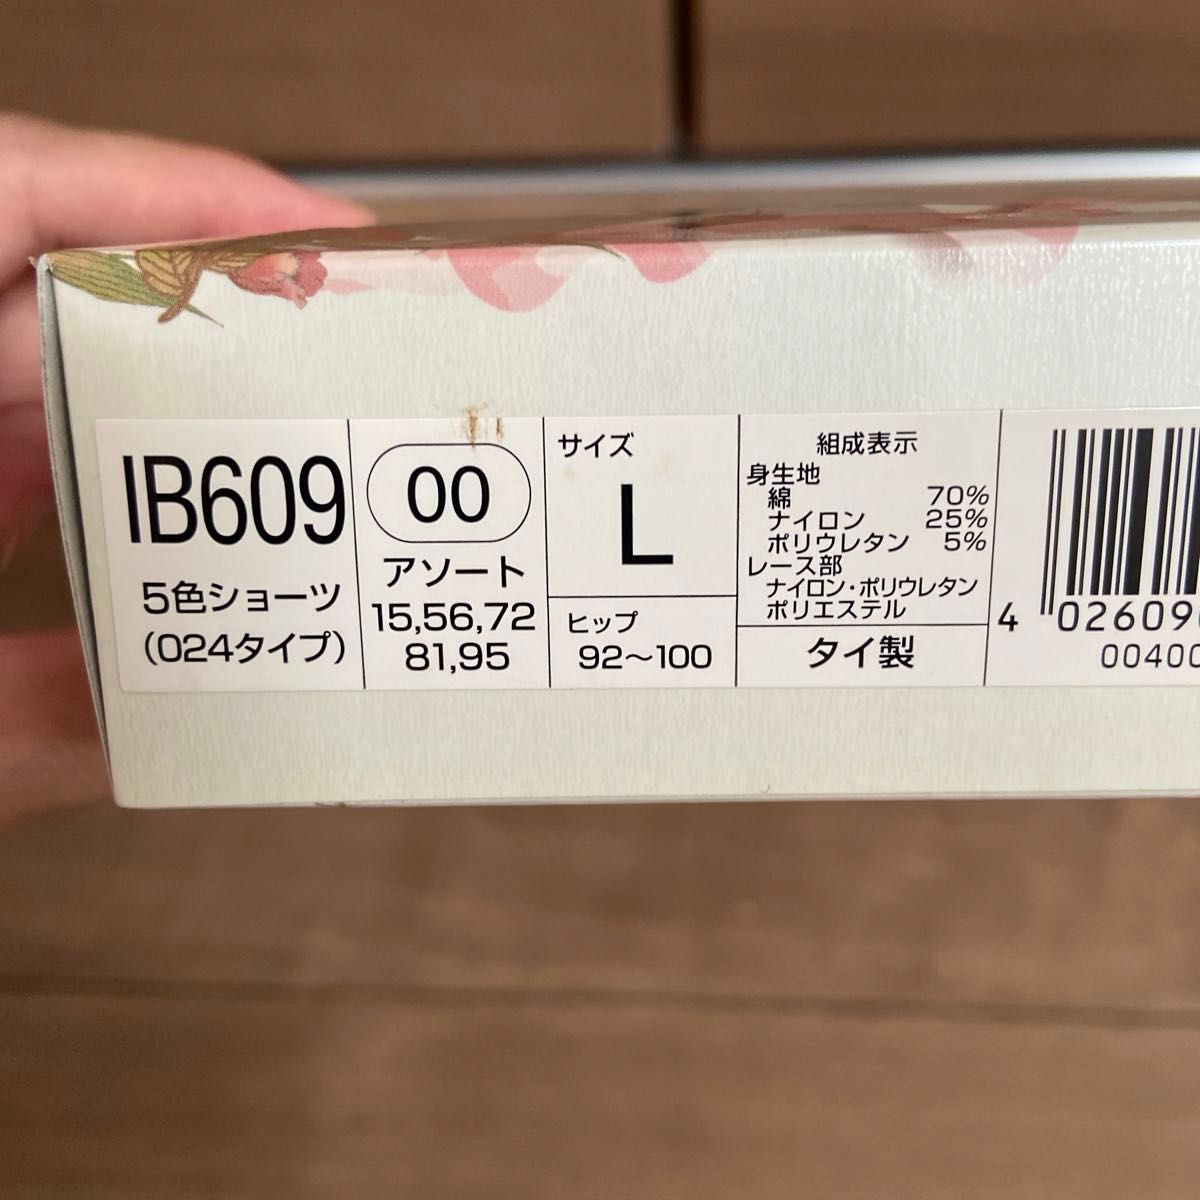 IB609
5色ショーツ
(024タイプ)
00
アソート
15,56,72
81,95
サイズ
L
ヒップ
92～100
組成表示
身生地
綿 70%
ナイロン 25%
ポリウレタン 5%
レース部
ナイロン・ポリウレタン
ポリエステル
タイ製
4 02609
00400